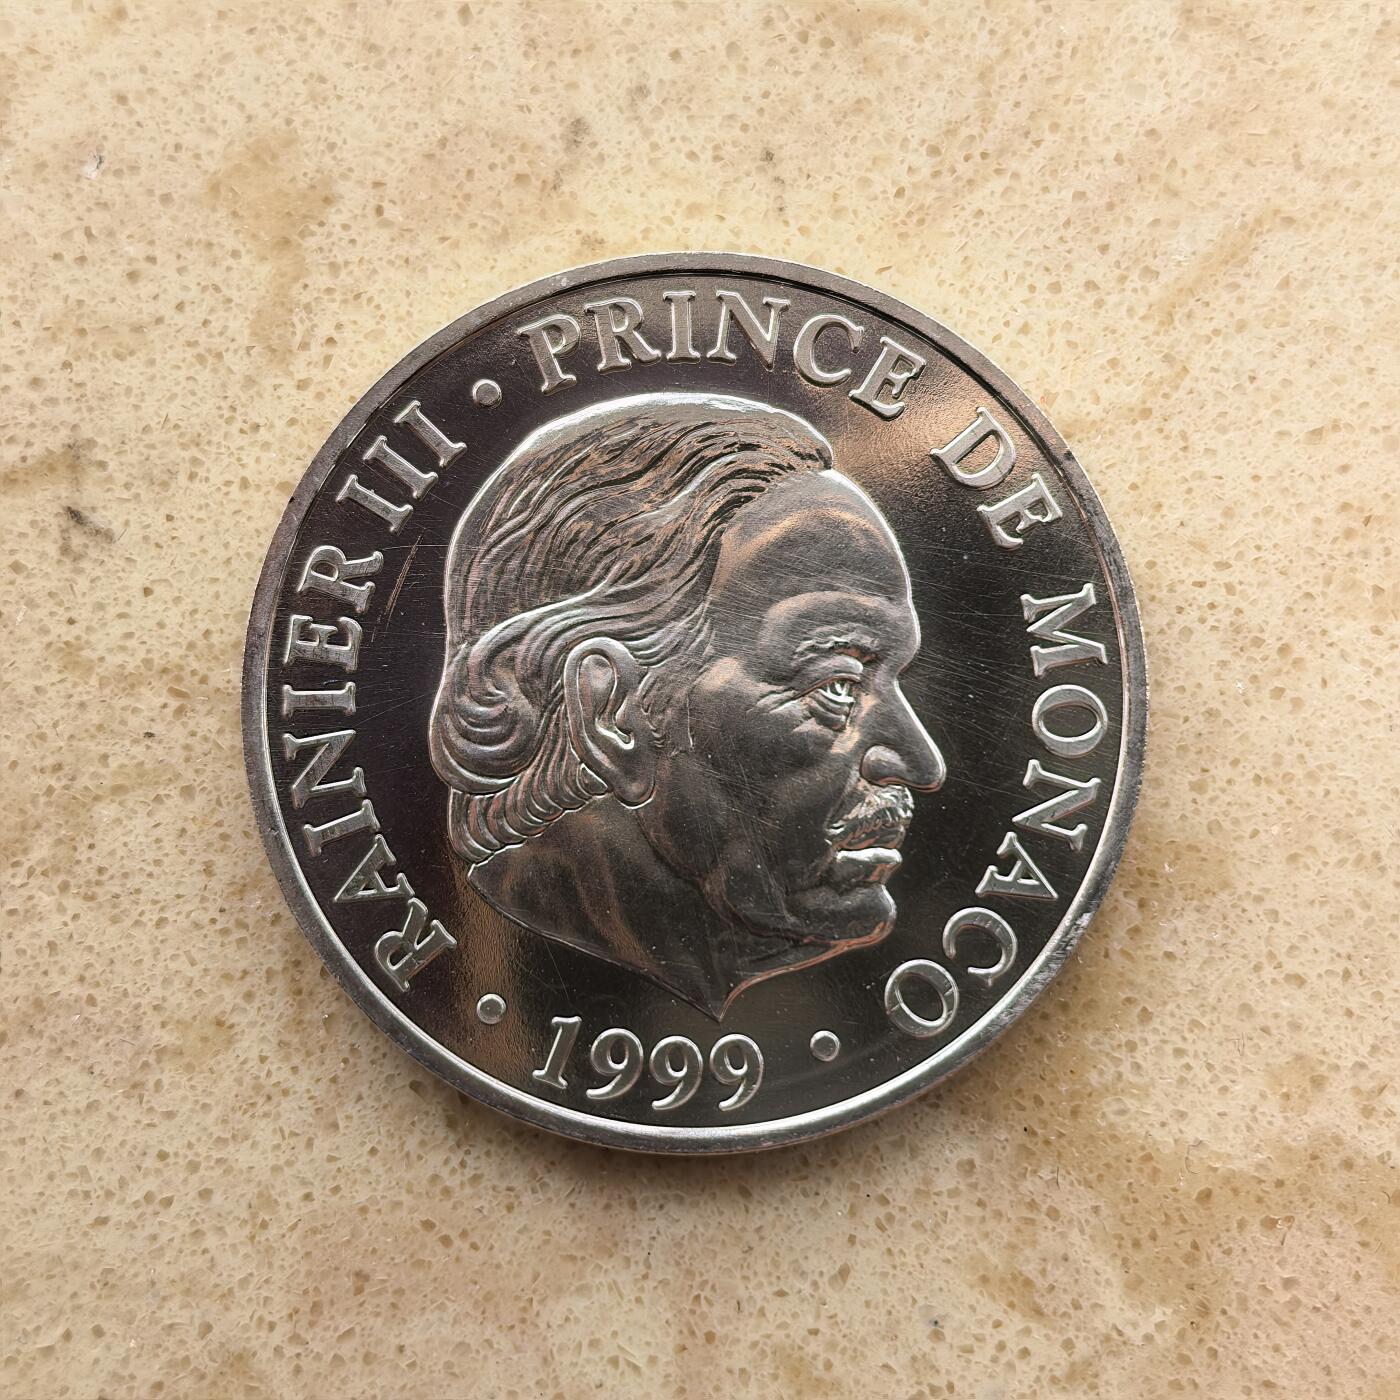 RAINIER III · PRINCE DE MONACO
· 1999 ·